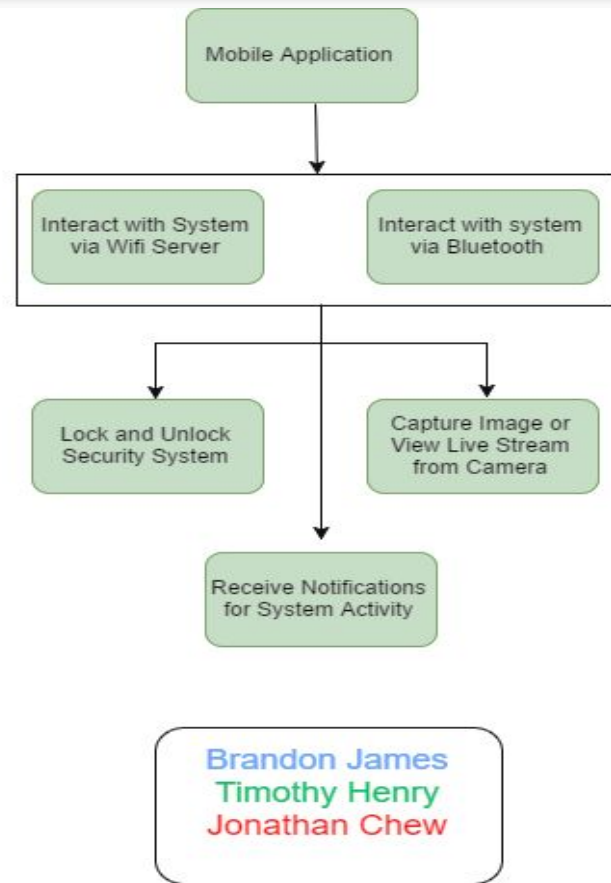 Mobile Application
Interact with System
via Wifi Server
Interact with system
via Bluetooth
Lock and Unlock
Security System
Capture Image or
View Live Stream
from Camera
Receive Notifications
for System Activity
Brandon James
Timothy Henry
Jonathan Chew